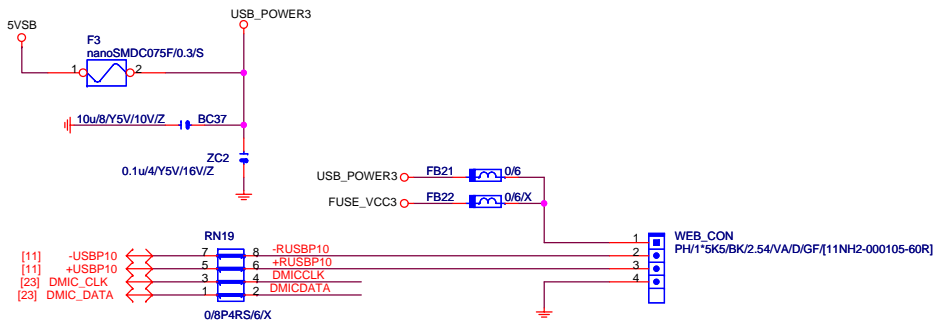 USB_POWER3
5VSB
F3
nanoSMDC075F/0.3/S
1 2
10u/8/Y5V/10V/Z BC37
ZC2
0.1u/4/Y5V/16V/Z
USB_POWER3 FB21 0/6
FUSE_VCC3 FB22 0/6/X
RN19
WEB_CON
PH/1*5K5/BK/2.54/VA/D/GF/[11NH2-000105-60R]
1
[11] -USBP10 7 8 -RUSBP10 2
[11] +USBP10 5 6 +RUSBP10 3
[23] DMIC_CLK 3 4 DMICCLK 4
[23] DMIC_DATA 1 2 DMICDATA
0/8P4RS/6/X